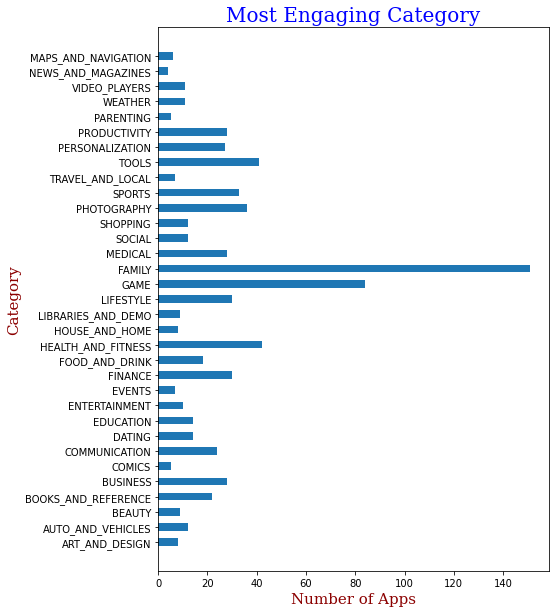 Most Engaging Category
Category
MAPS_AND_NAVIGATION
NEWS_AND_MAGAZINES
VIDEO_PLAYERS
WEATHER
PARENTING
PRODUCTIVITY
PERSONALIZATION
TOOLS
TRAVEL_AND_LOCAL
SPORTS
PHOTOGRAPHY
SHOPPING
SOCIAL
MEDICAL
FAMILY
GAME
LIFESTYLE
LIBRARIES_AND_DEMO
HOUSE_AND_HOME
HEALTH_AND_FITNESS
FOOD_AND_DRINK
FINANCE
EVENTS
ENTERTAINMENT
EDUCATION
DATING
COMMUNICATION
COMICS
BUSINESS
BOOKS_AND_REFERENCE
BEAUTY
AUTO_AND_VEHICLES
ART_AND_DESIGN
0 20 40 60 80 100 120 140
Number of Apps